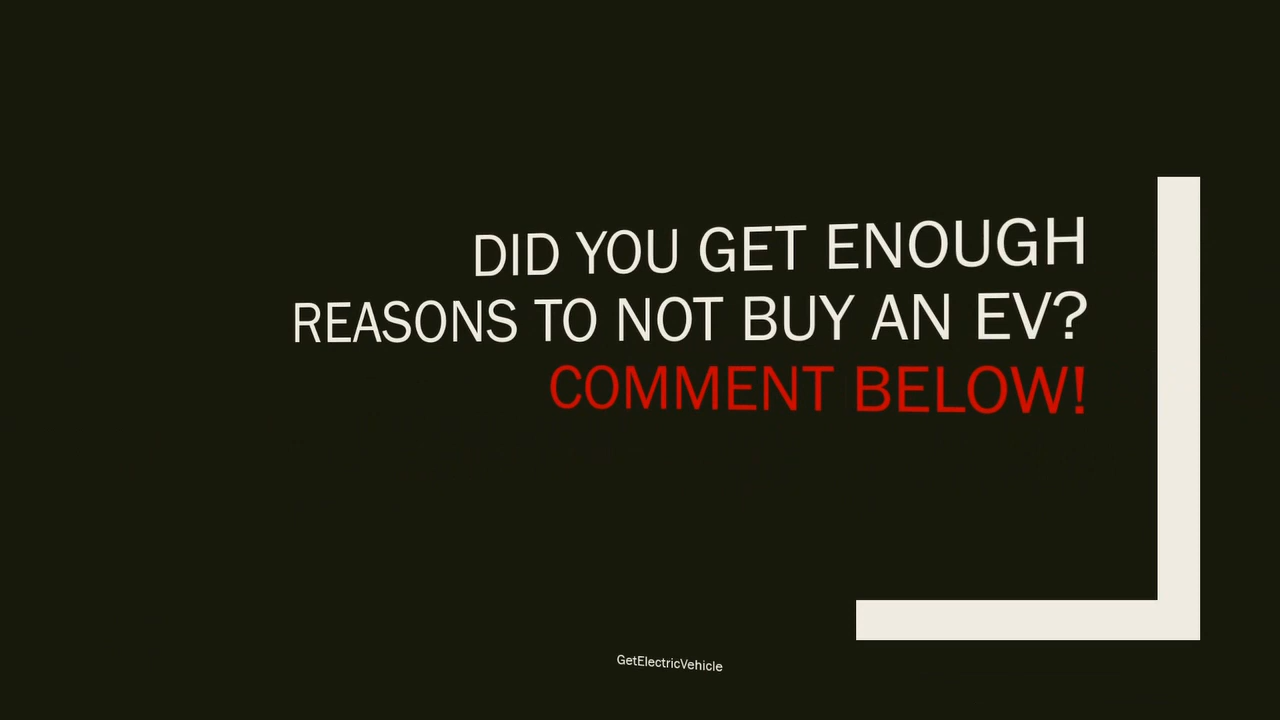 DID YOU GET ENOUGH
REASONS TO NOT BUY AN EV?
COMMENT BELOW!
GetElectricVehicle